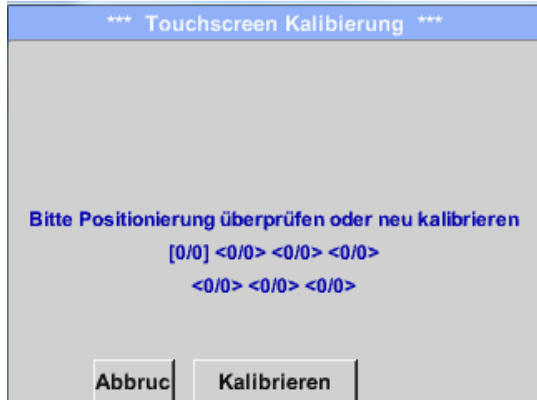 *** Touchscreen Kalibierung ***
Bitte Positionierung überprüfen oder neu kalibrieren
[0/0] <0/0> <0/0> <0/0>
<0/0> <0/0> <0/0>
Abbruc Kalibrieren